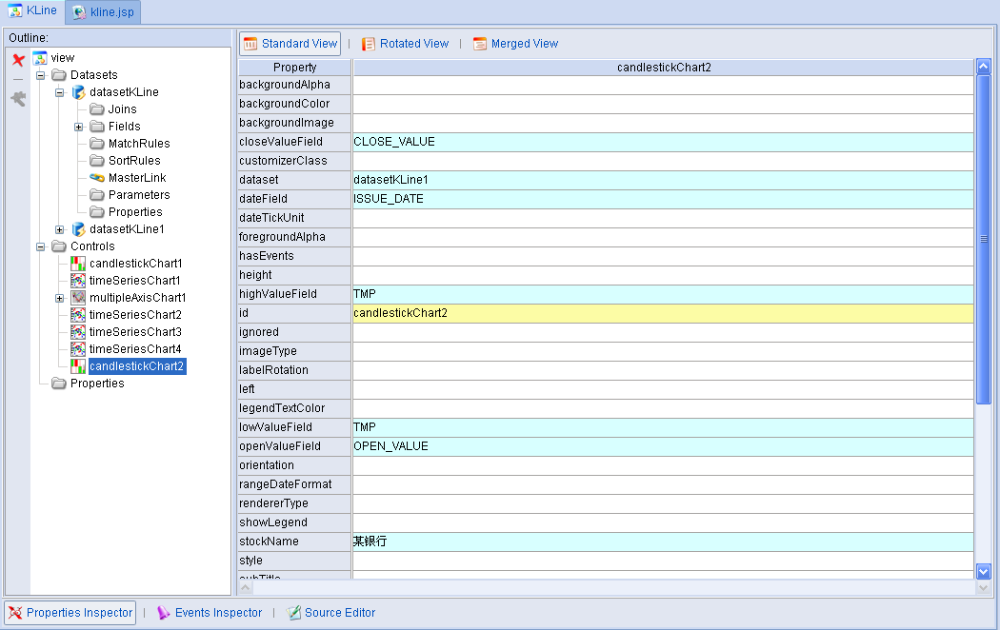 KLine
kline.jsp
Outline:
view
Datasets
datasetKLine
Joins
Fields
MatchRules
SortRules
MasterLink
Parameters
Properties
datasetKLine1
Controls
candlestickChart1
timeSeriesChart1
multipleAxisChart1
timeSeriesChart2
timeSeriesChart3
timeSeriesChart4
candlestickChart2
Properties
Standard View | Rotated View | Merged View
Property candlestickChart2
backgroundAlpha
backgroundColor
backgroundImage
closeValueField CLOSE_VALUE
customizerClass
dataset datasetKLine1
dateField ISSUE_DATE
dateTickUnit
foregroundAlpha
hasEvents
height
highValueField TMP
id candlestickChart2
ignored
imageType
labelRotation
left
legendTextColor
lowValueField TMP
openValueField OPEN_VALUE
orientation
rangeDateFormat
rendererType
showLegend
stockName 某银行
style
subTitle
Properties Inspector | Events Inspector | Source Editor